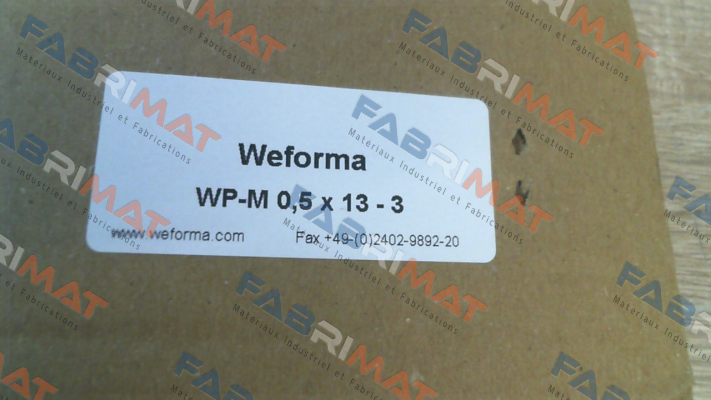 Weforma
WP-M 0,5 x 13 - 3
www.weforma.com Fax +49-(0)2402-9892-20
FABRIMAT
Matériaux Industriel et Fabrications